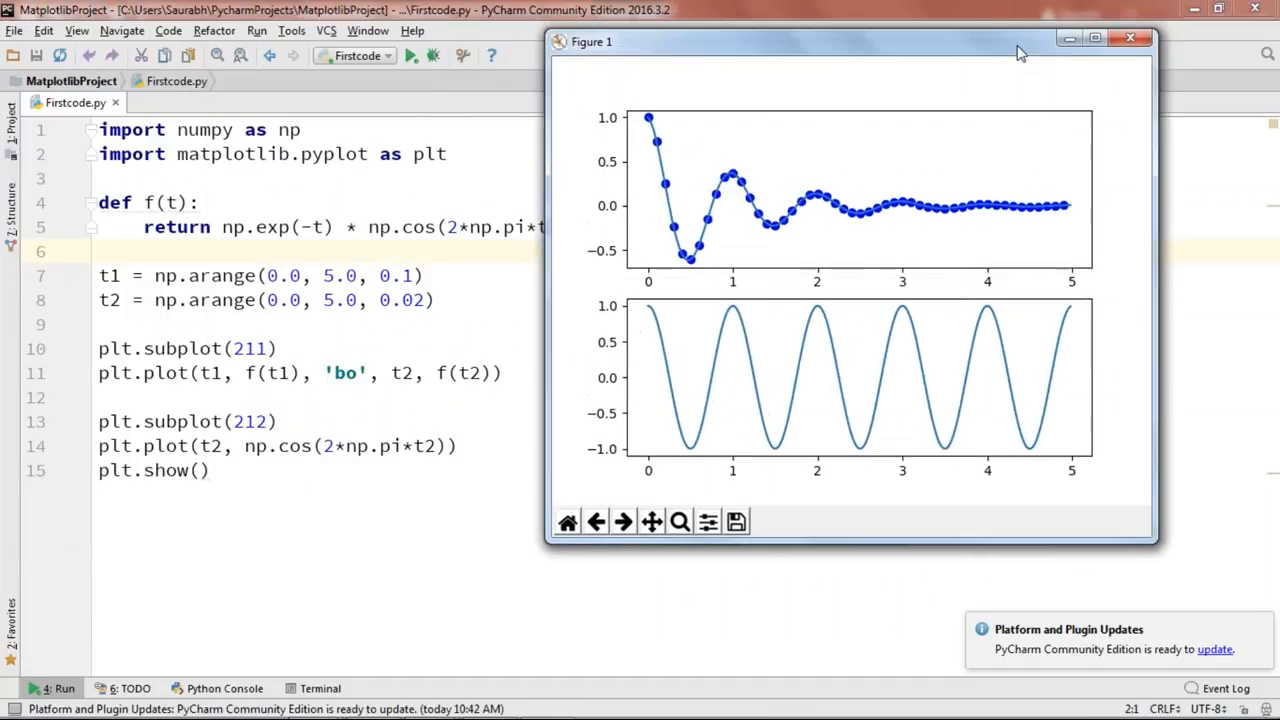 MatplotlibProject - [C:\Users\Saurabh\PycharmProjects\MatplotlibProject] - ...\Firstcode.py - PyCharm Community Edition 2016.3.2
File Edit View Navigate Code Refactor Run Tools VCS Window Help
Firstcode
MatplotlibProject Firstcode.py
Firstcode.py
1: Project
7: Structure
2: Favorites
1 import numpy as np
2 import matplotlib.pyplot as plt
3
4 def f(t):
5 return np.exp(-t) * np.cos(2*np.pi*t
6
7 t1 = np.arange(0.0, 5.0, 0.1)
8 t2 = np.arange(0.0, 5.0, 0.02)
9
10 plt.subplot(211)
11 plt.plot(t1, f(t1), 'bo', t2, f(t2))
12
13 plt.subplot(212)
14 plt.plot(t2, np.cos(2*np.pi*t2))
15 plt.show()
Figure 1
1.0
0.5
0.0
−0.5
0 1 2 3 4 5
1.0
0.5
0.0
−0.5
−1.0
0 1 2 3 4 5
Platform and Plugin Updates
PyCharm Community Edition is ready to update.
4: Run 6: TODO Python Console Terminal Event Log
Platform and Plugin Updates: PyCharm Community Edition is ready to update. (today 10:42 AM) 2:1 CRLF UTF-8